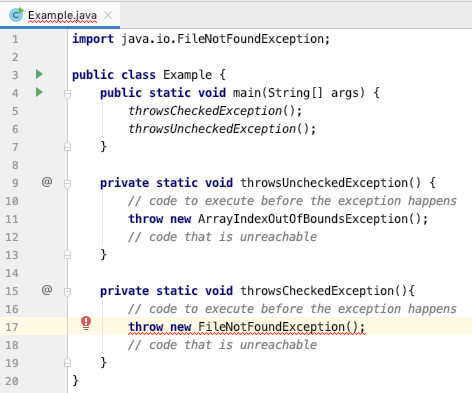 Example.java
1 import java.io.FileNotFoundException;
2
3 public class Example {
4 public static void main(String[] args) {
5 throwsCheckedException();
6 throwsUncheckedException();
7 }
8
9 @ private static void throwsUncheckedException() {
10 // code to execute before the exception happens
11 throw new ArrayIndexOutOfBoundsException();
12 // code that is unreachable
13 }
14
15 @ private static void throwsCheckedException(){
16 // code to execute before the exception happens
17 throw new FileNotFoundException();
18 // code that is unreachable
19 }
20 }